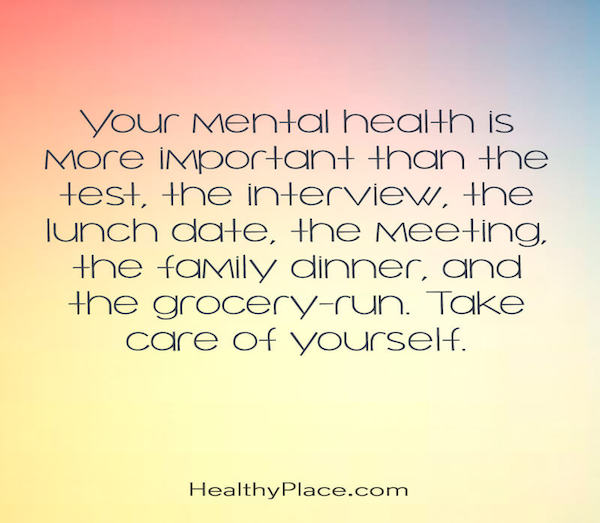 Your mental health is
more important than the
test, the interview, the
lunch date, the meeting,
the family dinner, and
the grocery-run. Take
care of yourself.
HealthyPlace.com